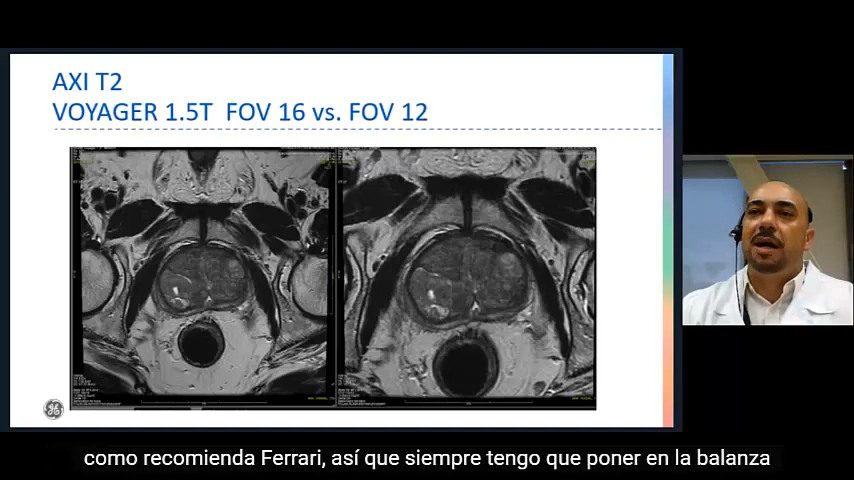 AXI T2
VOYAGER 1.5T FOV 16 vs. FOV 12
como recomienda Ferrari, así que siempre tengo que poner en la balanza